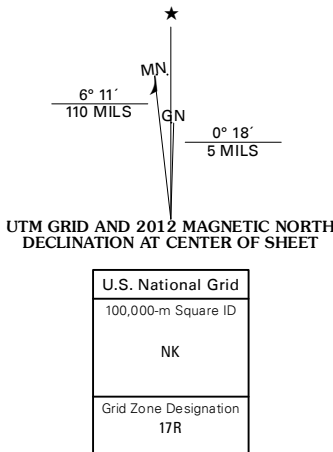 ★
MN.
6° 11´
110 MILS
GN
0° 18´
5 MILS
UTM GRID AND 2012 MAGNETIC NORTH
DECLINATION AT CENTER OF SHEET
U.S. National Grid
100,000-m Square ID
NK
Grid Zone Designation
17R